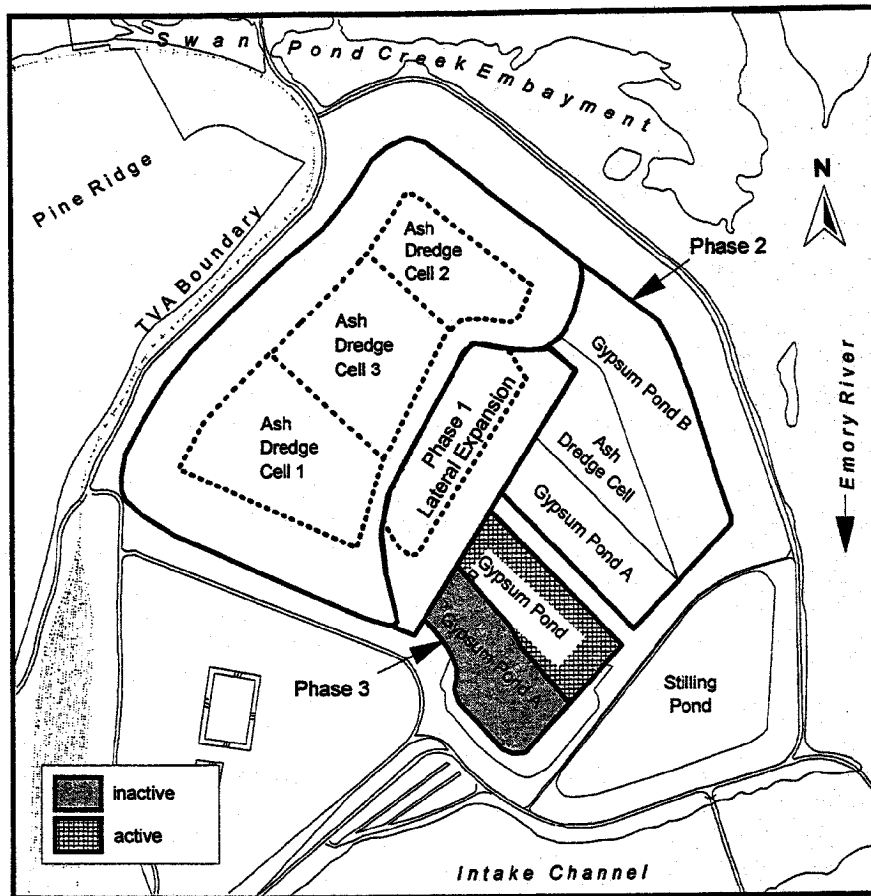 Swan Pond Creek Embayment
Pine Ridge
TVA Boundary
N
Phase 2
Ash
Dredge
Cell 2
Ash
Dredge
Cell 3
Ash
Dredge
Cell 1
Phase 1
Lateral Expansion
Gypsum Pond B
Ash
Dredge Cell
Gypsum Pond A
Emory River
Gypsum Pond
B
Gypsum Pond A
Phase 3
Stilling
Pond
inactive
active
Intake Channel